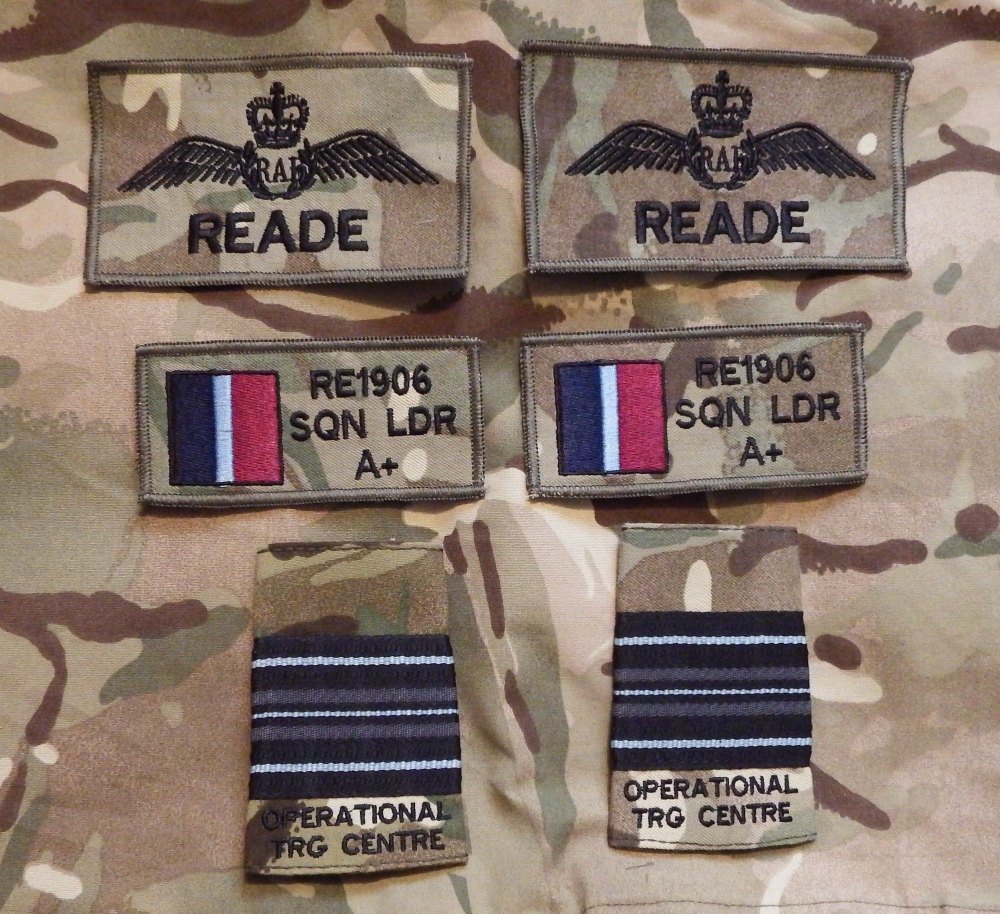 RAF
READE
RAF
READE
RE1906
SQN LDR
A+
RE1906
SQN LDR
A+
OPERATIONAL
TRG CENTRE
OPERATIONAL
TRG CENTRE